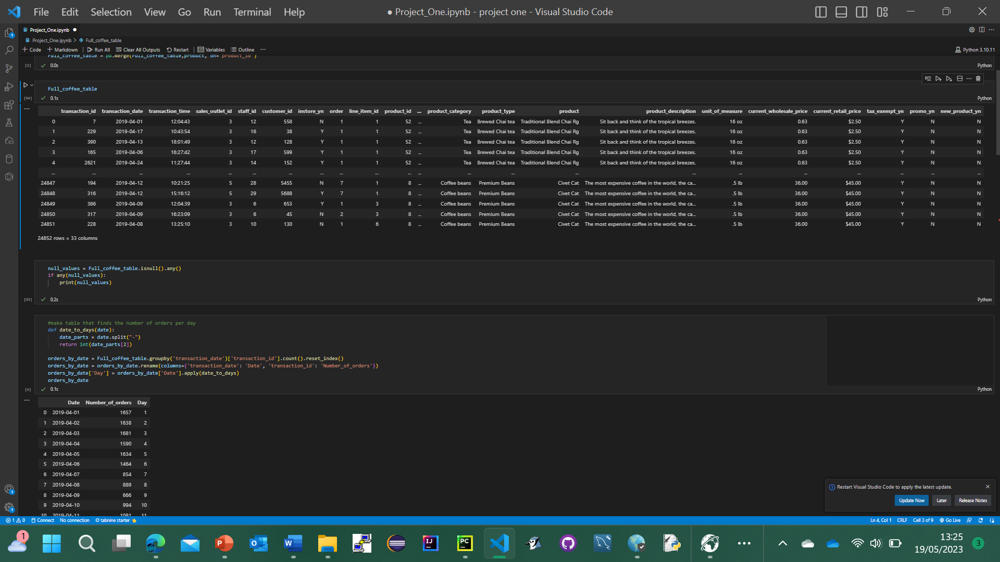 File Edit Selection View Go Run Terminal Help
● Project_One.ipynb - project one - Visual Studio Code
Project_One.ipynb ●
Project_One.ipynb > Full_coffee_table
+ Code + Markdown | Run All Clear All Outputs Restart | Variables Outline ...
Python 3.10.11
Full_coffee_table = pd.merge(Full_coffee_table,product, on= product_id )
[2] ✓ 0.0s Python
Full_coffee_table
[94] ✓ 0.1s Python
transaction_id transaction_date transaction_time sales_outlet_id staff_id customer_id instore_yn order line_item_id product_id ... product_category product_type product product_description unit_of_measure current_wholesale_price current_retail_price tax_exempt_yn promo_yn new_product_yn
0 7 2019-04-01 12:04:43 3 12 558 N 1 1 52 ... Tea Brewed Chai tea Traditional Blend Chai Rg Sit back and think of the tropical breezes. 16 oz 0.63 $2.50 Y N N
1 229 2019-04-17 10:43:54 3 16 38 Y 1 1 52 ... Tea Brewed Chai tea Traditional Blend Chai Rg Sit back and think of the tropical breezes. 16 oz 0.63 $2.50 Y N N
2 390 2019-04-13 18:01:49 3 12 128 Y 1 1 52 ... Tea Brewed Chai tea Traditional Blend Chai Rg Sit back and think of the tropical breezes. 16 oz 0.63 $2.50 Y N N
3 165 2019-04-06 16:27:42 3 17 599 Y 1 1 52 ... Tea Brewed Chai tea Traditional Blend Chai Rg Sit back and think of the tropical breezes. 16 oz 0.63 $2.50 Y N N
4 2621 2019-04-24 11:27:44 3 14 152 Y 1 1 52 ... Tea Brewed Chai tea Traditional Blend Chai Rg Sit back and think of the tropical breezes. 16 oz 0.63 $2.50 Y N N
... ... ... ... ... ... ... ... ... ... ... ... ... ... ... ... ... ... ... ... ... ...
24847 194 2019-04-12 10:21:25 5 28 5455 N 7 1 8 ... Coffee beans Premium Beans Civet Cat The most expensive coffee in the world, the ca... .5 lb 36.00 $45.00 Y N N
24848 316 2019-04-12 15:16:12 5 29 5688 Y 7 1 8 ... Coffee beans Premium Beans Civet Cat The most expensive coffee in the world, the ca... .5 lb 36.00 $45.00 Y N N
24849 386 2019-04-09 12:04:39 3 6 653 Y 1 3 8 ... Coffee beans Premium Beans Civet Cat The most expensive coffee in the world, the ca... .5 lb 36.00 $45.00 Y N N
24850 317 2019-04-09 16:23:09 3 6 45 N 2 3 8 ... Coffee beans Premium Beans Civet Cat The most expensive coffee in the world, the ca... .5 lb 36.00 $45.00 Y N N
24851 228 2019-04-08 13:25:10 3 10 130 N 1 6 8 ... Coffee beans Premium Beans Civet Cat The most expensive coffee in the world, the ca... .5 lb 36.00 $45.00 Y N N
24852 rows × 33 columns
null_values = Full_coffee_table.isnull().any()
if any(null_values):
    print(null_values)
[93] ✓ 0.2s Python
#make table that finds the number of orders per day
def date_to_days(date):
    date_parts = date.split("-")
    return int(date_parts[2])
orders_by_date = Full_coffee_table.groupby('transaction_date')['transaction_id'].count().reset_index()
orders_by_date = orders_by_date.rename(columns={'transaction_date': 'Date', 'transaction_id': 'Number_of_orders'})
orders_by_date['Day'] = orders_by_date['Date'].apply(date_to_days)
orders_by_date
[4] ✓ 0.1s Python
Date Number_of_orders Day
0 2019-04-01 1657 1
1 2019-04-02 1638 2
2 2019-04-03 1681 3
3 2019-04-04 1590 4
4 2019-04-05 1634 5
5 2019-04-06 1464 6
6 2019-04-07 854 7
7 2019-04-08 889 8
8 2019-04-09 666 9
9 2019-04-10 994 10
10 2019-04-11 1081 11
Restart Visual Studio Code to apply the latest update.
Update Now Later Release Notes
1 0 Connect No connection tabnine starter
Ln 4, Col 1 CRLF Cell 3 of 9 Go Live
1
W
IJ
PC
13:25
19/05/2023
3